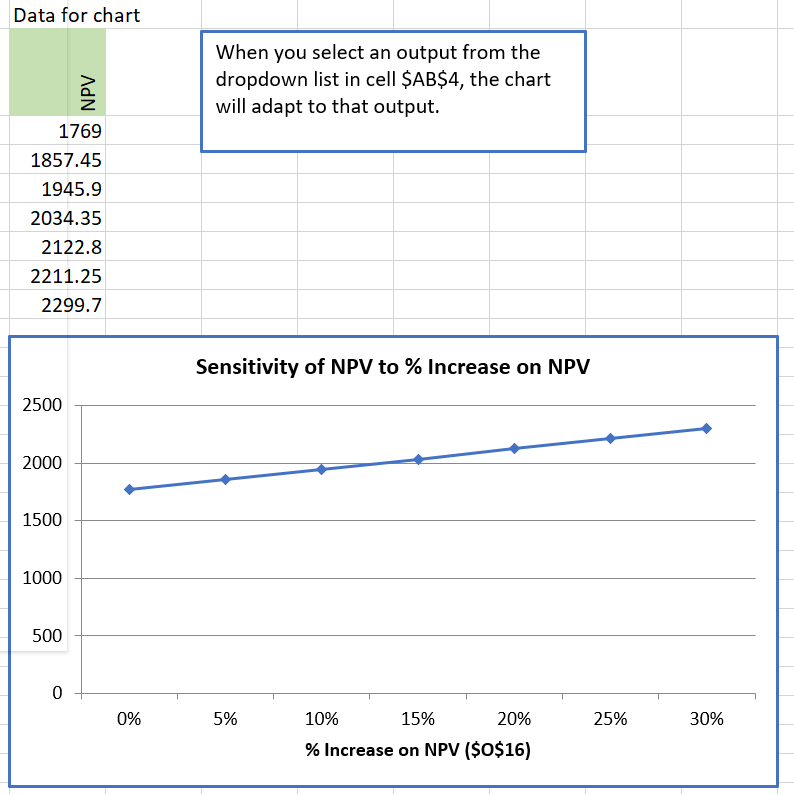 Data for chart
NPV
1769
1857.45
1945.9
2034.35
2122.8
2211.25
2299.7
When you select an output from the
dropdown list in cell $AB$4, the chart
will adapt to that output.
Sensitivity of NPV to % Increase on NPV
2500
2000
1500
1000
500
0
0% 5% 10% 15% 20% 25% 30%
% Increase on NPV ($O$16)